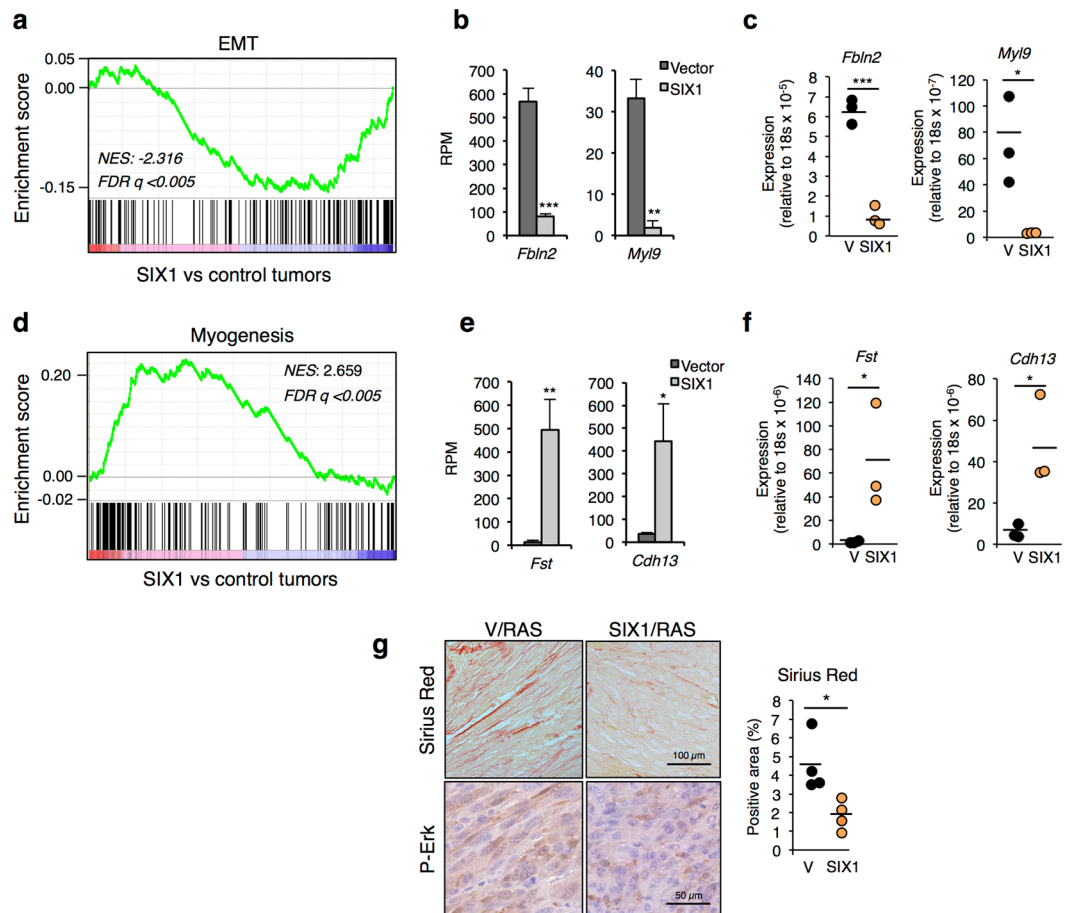 a
EMT
Enrichment score
0.05
0.00
-0.15
NES: -2.316
FDR q <0.005
SIX1 vs control tumors
b
Vector
SIX1
RPM
700
600
500
400
300
200
100
0
***
Fbln2
40
30
20
10
0
**
Myl9
c
Fbln2
Expression
(relative to 18s x 10⁻⁵)
8
7
6
5
4
3
2
1
0
***
V SIX1
Myl9
Expression
(relative to 18s x 10⁻⁷)
120
100
80
60
40
20
0
*
V SIX1
d
Myogenesis
Enrichment score
0.20
0.00
-0.02
NES: 2.659
FDR q <0.005
SIX1 vs control tumors
e
Vector
SIX1
RPM
700
600
500
400
300
200
100
0
**
Fst
700
600
500
400
300
200
100
0
*
Cdh13
f
Fst
Expression
(relative to 18s x 10⁻⁶)
140
120
100
80
60
40
20
0
*
V SIX1
Cdh13
Expression
(relative to 18s x 10⁻⁶)
80
60
40
20
0
*
V SIX1
g
V/RAS
SIX1/RAS
Sirius Red
100 µm
P-Erk
50 µm
Sirius Red
Positive area (%)
8
7
6
5
4
3
2
1
0
*
V
SIX1